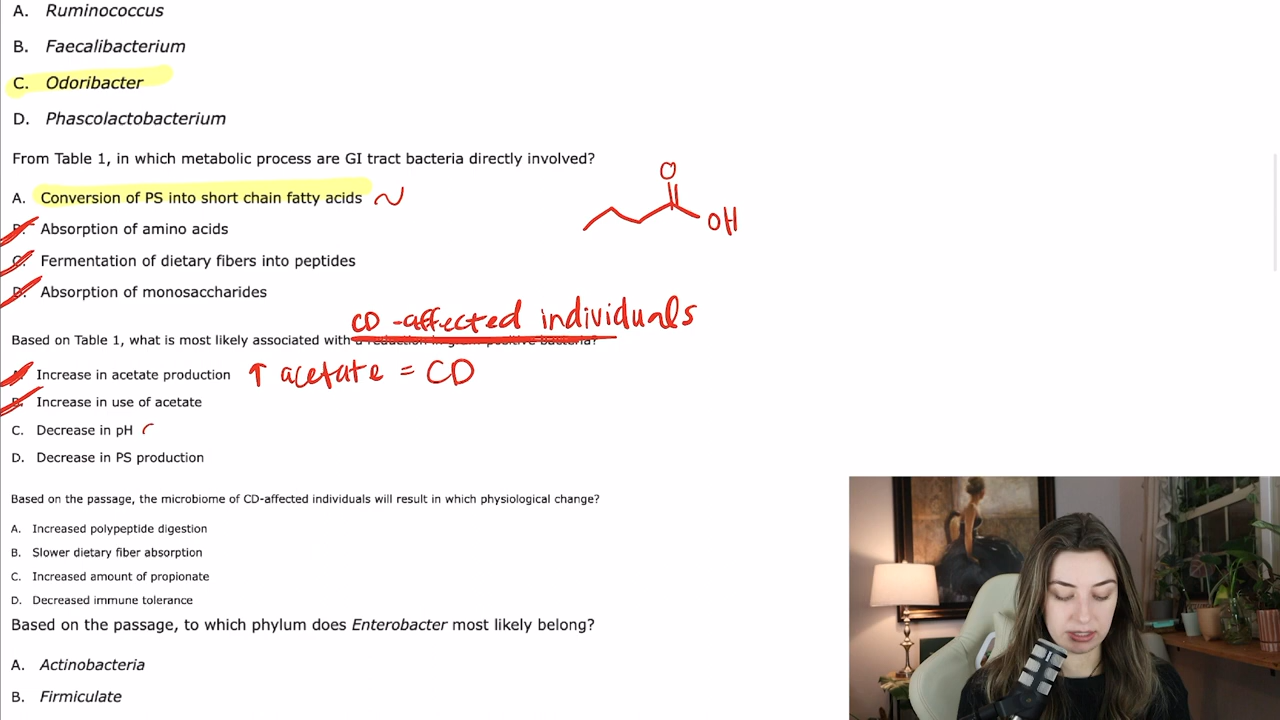 A. Ruminococcus
B. Faecalibacterium
C. Odoribacter
D. Phascolactobacterium
From Table 1, in which metabolic process are GI tract bacteria directly involved?
O
A. Conversion of PS into short chain fatty acids
OH
B. Absorption of amino acids
C. Fermentation of dietary fibers into peptides
D. Absorption of monosaccharides
CD-affected individuals
Based on Table 1, what is most likely associated with a reduction in gram-positive bacteria?
A. Increase in acetate production ↑ acetate = CD
B. Increase in use of acetate
C. Decrease in pH
D. Decrease in PS production
Based on the passage, the microbiome of CD-affected individuals will result in which physiological change?
A. Increased polypeptide digestion
B. Slower dietary fiber absorption
C. Increased amount of propionate
D. Decreased immune tolerance
Based on the passage, to which phylum does Enterobacter most likely belong?
A. Actinobacteria
B. Firmiculate